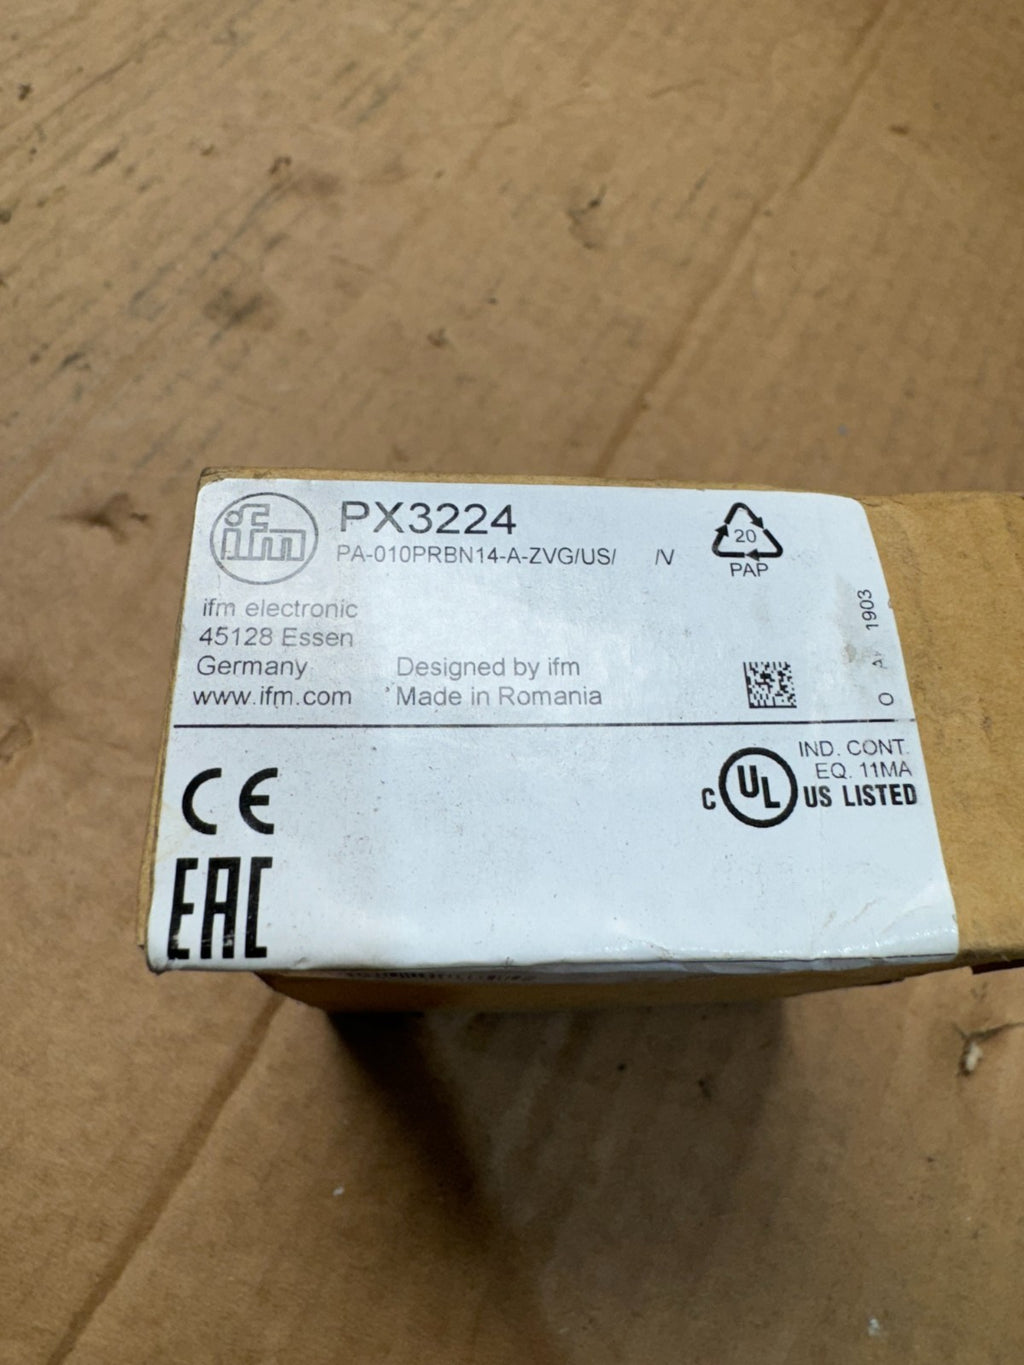 ifm
PX3224
PA-010PRBN14-A-ZVG/US/ /V
20
PAP
ifm electronic
45128 Essen
Germany
www.ifm.com
Designed by ifm
Made in Romania
1903
O
CE
EAC
C UL US LISTED
IND. CONT.
EQ. 11MA